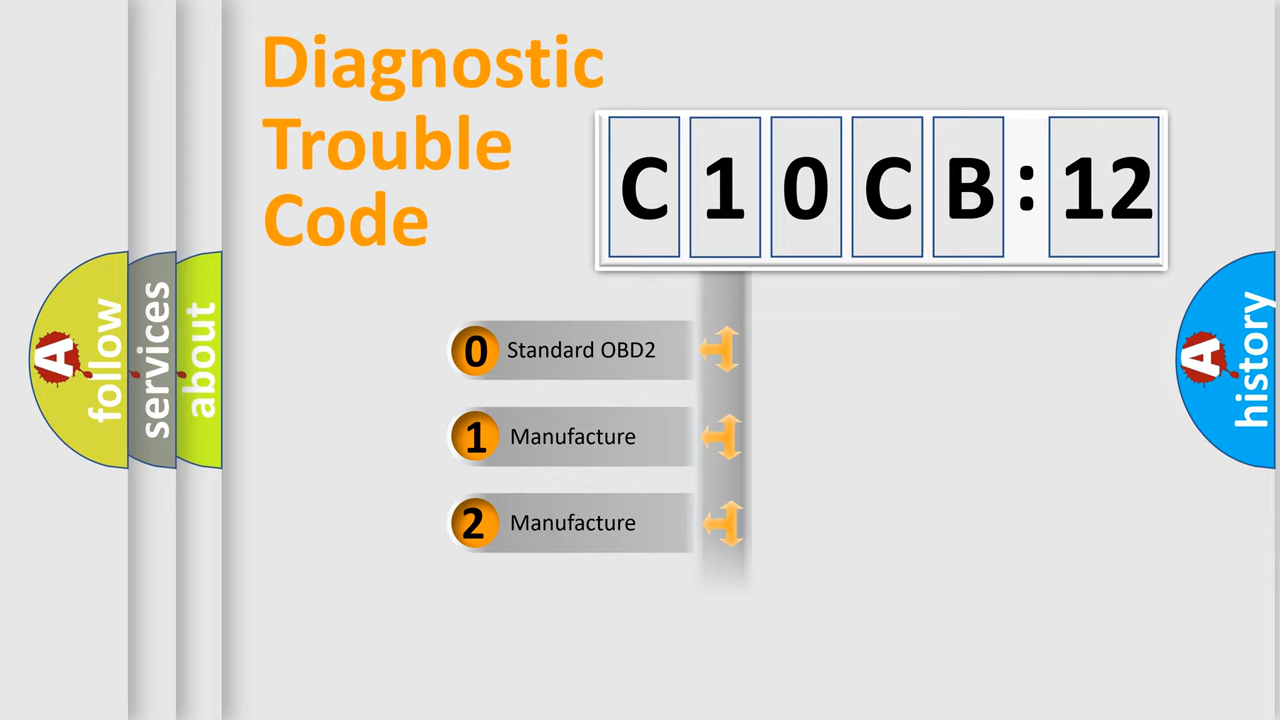 Diagnostic
Trouble
Code
C 1 0 C B : 12
0 Standard OBD2
1 Manufacture
2 Manufacture
A
follow
services
about
A
history